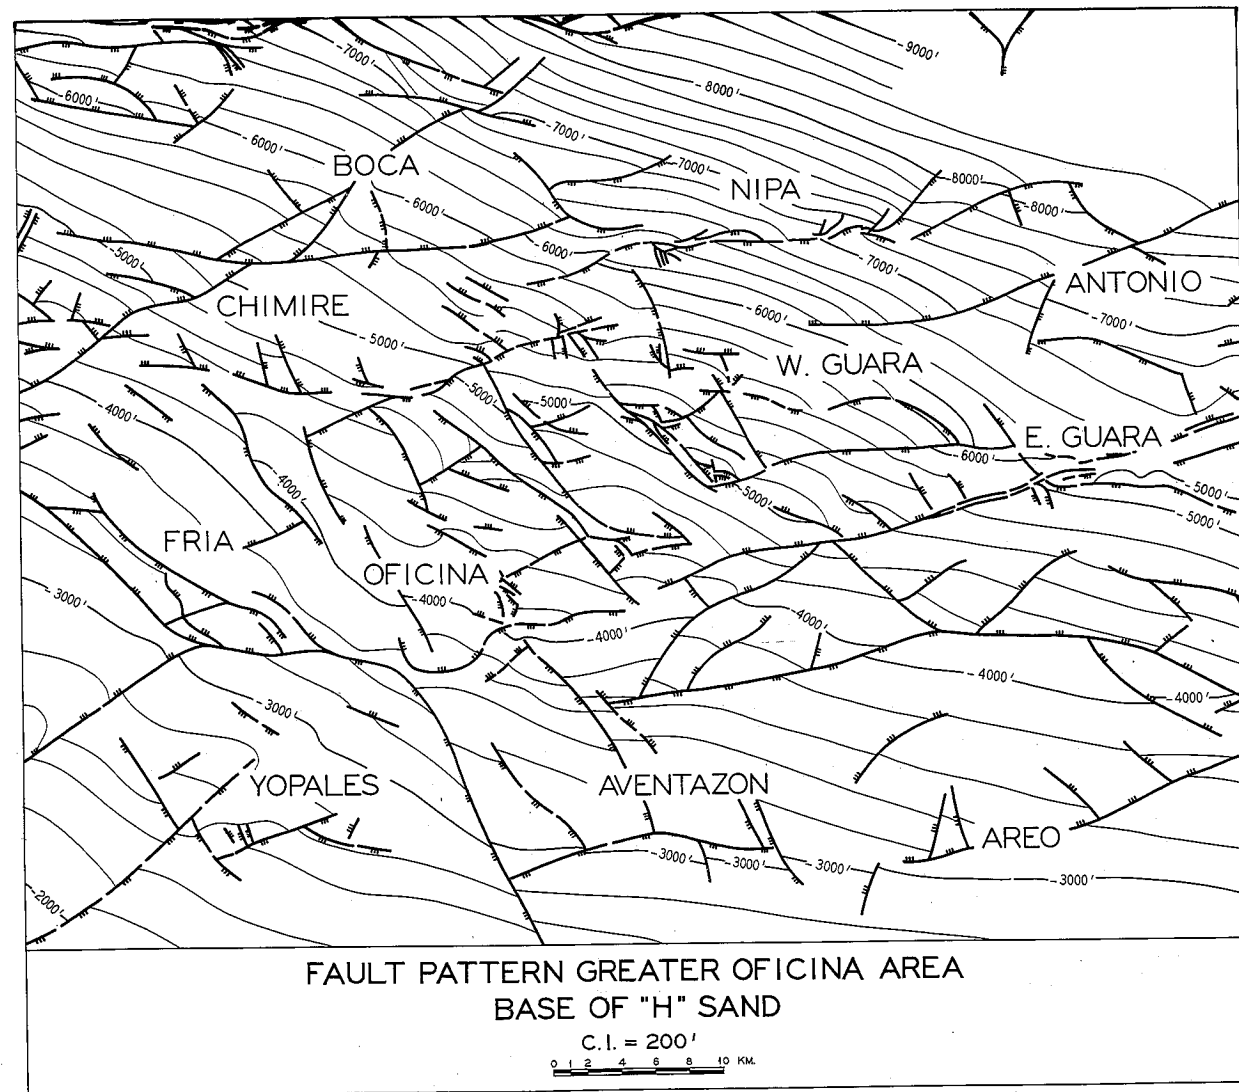 -9000'
-7000'
-8000'
-6000'
-7000'
-6000'
BOCA
-7000'
NIPA
-8000'
-6000'
-8000'
-5000'
-6000'
-7000'
ANTONIO
CHIMIRE
-6000'
-7000'
-5000'
W. GUARA
-5000'
-4000'
-5000'
E. GUARA
-6000'
-4000'
-5000'
-5000'
-5000'
FRIA
OFICINA
-3000'
-4000'
-4000'
-4000'
-4000'
-4000'
-3000'
YOPALES
AVENTAZON
AREO
-3000'
-3000'
-3000'
-3000'
-2000'
FAULT PATTERN GREATER OFICINA AREA
BASE OF "H" SAND
C.I. = 200'
0 1 2 4 6 8 10 KM.